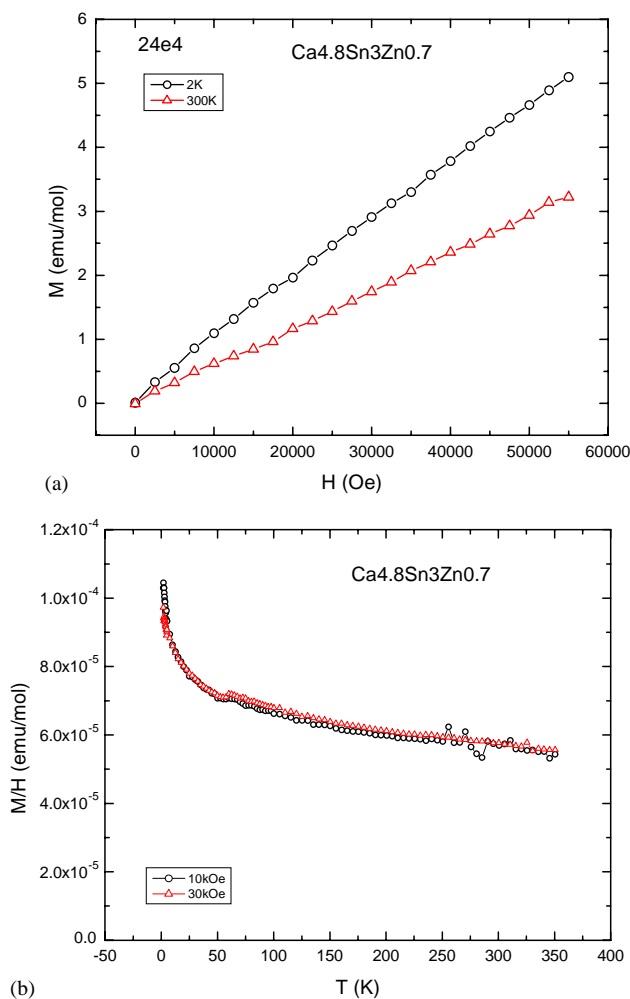 24e4
Ca4.8Sn3Zn0.7
2K
300K
6
5
4
3
2
1
0
M (emu/mol)
0 10000 20000 30000 40000 50000 60000
H (Oe)
(a)
Ca4.8Sn3Zn0.7
1.2x10-4
1.0x10-4
8.0x10-5
6.0x10-5
4.0x10-5
2.0x10-5
0.0
M/H (emu/mol)
10kOe
30kOe
-50 0 50 100 150 200 250 300 350 400
T (K)
(b)